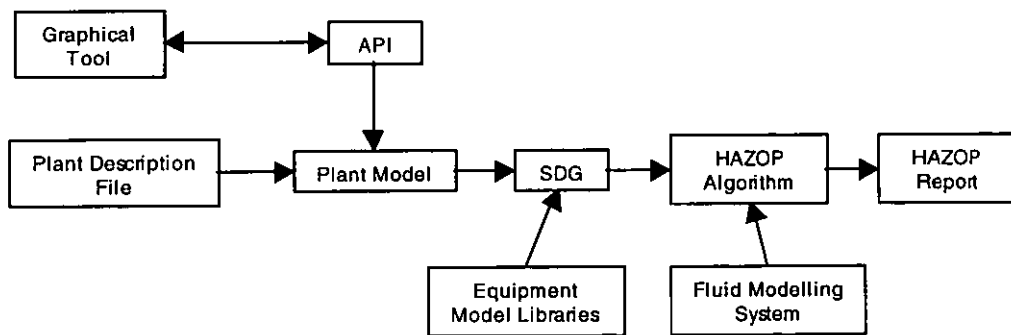 Graphical
Tool
API
Plant Description
File
Plant Model
SDG
HAZOP
Algorithm
HAZOP
Report
Equipment
Model Libraries
Fluid Modelling
System